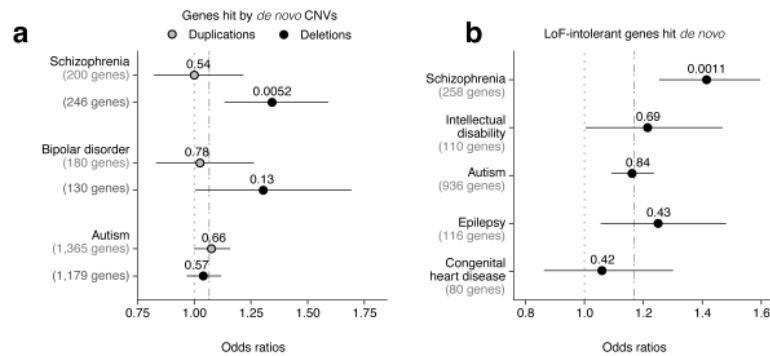 a
Genes hit by de novo CNVs
Duplications Deletions
Schizophrenia
(200 genes)
0.54
(246 genes)
0.0052
Bipolar disorder
(180 genes)
0.78
(130 genes)
0.13
Autism
(1,365 genes)
0.66
(1,179 genes)
0.57
0.75 1.00 1.25 1.50 1.75
Odds ratios
b
LoF-intolerant genes hit de novo
Schizophrenia
(258 genes)
0.0011
Intellectual
disability
(110 genes)
0.69
Autism
(936 genes)
0.84
Epilepsy
(116 genes)
0.43
Congenital
heart disease
(80 genes)
0.42
0.8 1.0 1.2 1.4 1.6
Odds ratios